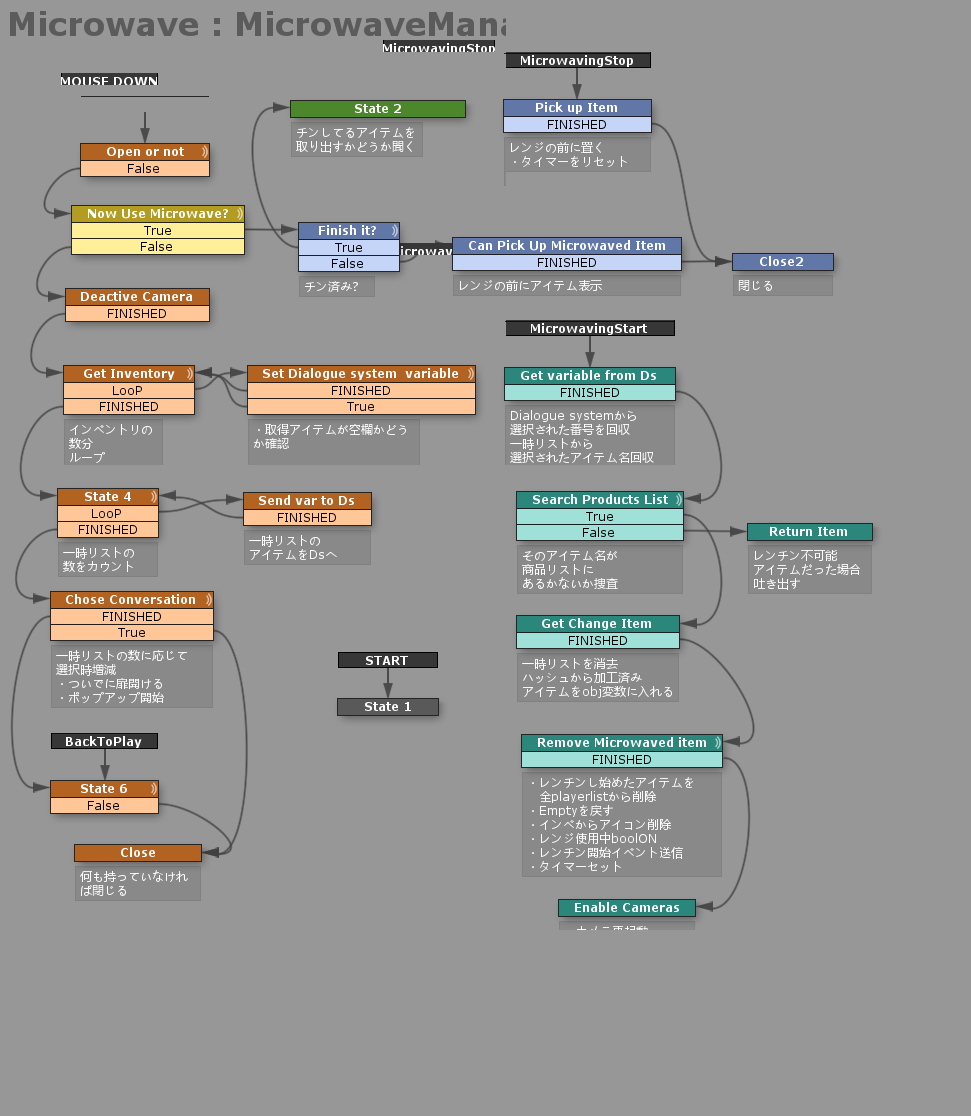 Microwave : MicrowaveMana
MicrowavingStop
MOUSE DOWN
Open or not
False
Now Use Microwave?
True
False
Deactive Camera
FINISHED
Get Inventory
LooP
FINISHED
インベントリの
数分
ループ
Set Dialogue system variable
FINISHED
True
・取得アイテムが空欄かどう
か確認
State 4
LooP
FINISHED
一時リストの
数をカウント
Send var to Ds
FINISHED
一時リストの
アイテムをDsへ
Chose Conversation
FINISHED
True
一時リストの数に応じて
選択時増減
・ついでに扉開ける
・ポップアップ開始
BackToPlay
State 6
False
Close
何も持っていなけれ
ば閉じる
State 2
チンしてるアイテムを
取り出すかどうか聞く
Finish it?
True
False
チン済み?
START
State 1
MicrowavingStop
Pick up Item
FINISHED
レンジの前に置く
・タイマーをリセット
icrowav
Can Pick Up Microwaved Item
FINISHED
レンジの前にアイテム表示
Close2
閉じる
MicrowavingStart
Get variable from Ds
FINISHED
Dialogue systemから
選択された番号を回収
一時リストから
選択されたアイテム名回収
Search Products List
True
False
そのアイテム名が
商品リストに
あるかないか捜査
Return Item
レンチン不可能
アイテムだった場合
吐き出す
Get Change Item
FINISHED
一時リストを消去
ハッシュから加工済み
アイテムをobj変数に入れる
Remove Microwaved item
FINISHED
・レンチンし始めたアイテムを
全playerlistから削除
・Emptyを戻す
・インベからアイコン削除
・レンジ使用中boolON
・レンチン開始イベント送信
・タイマーセット
Enable Cameras